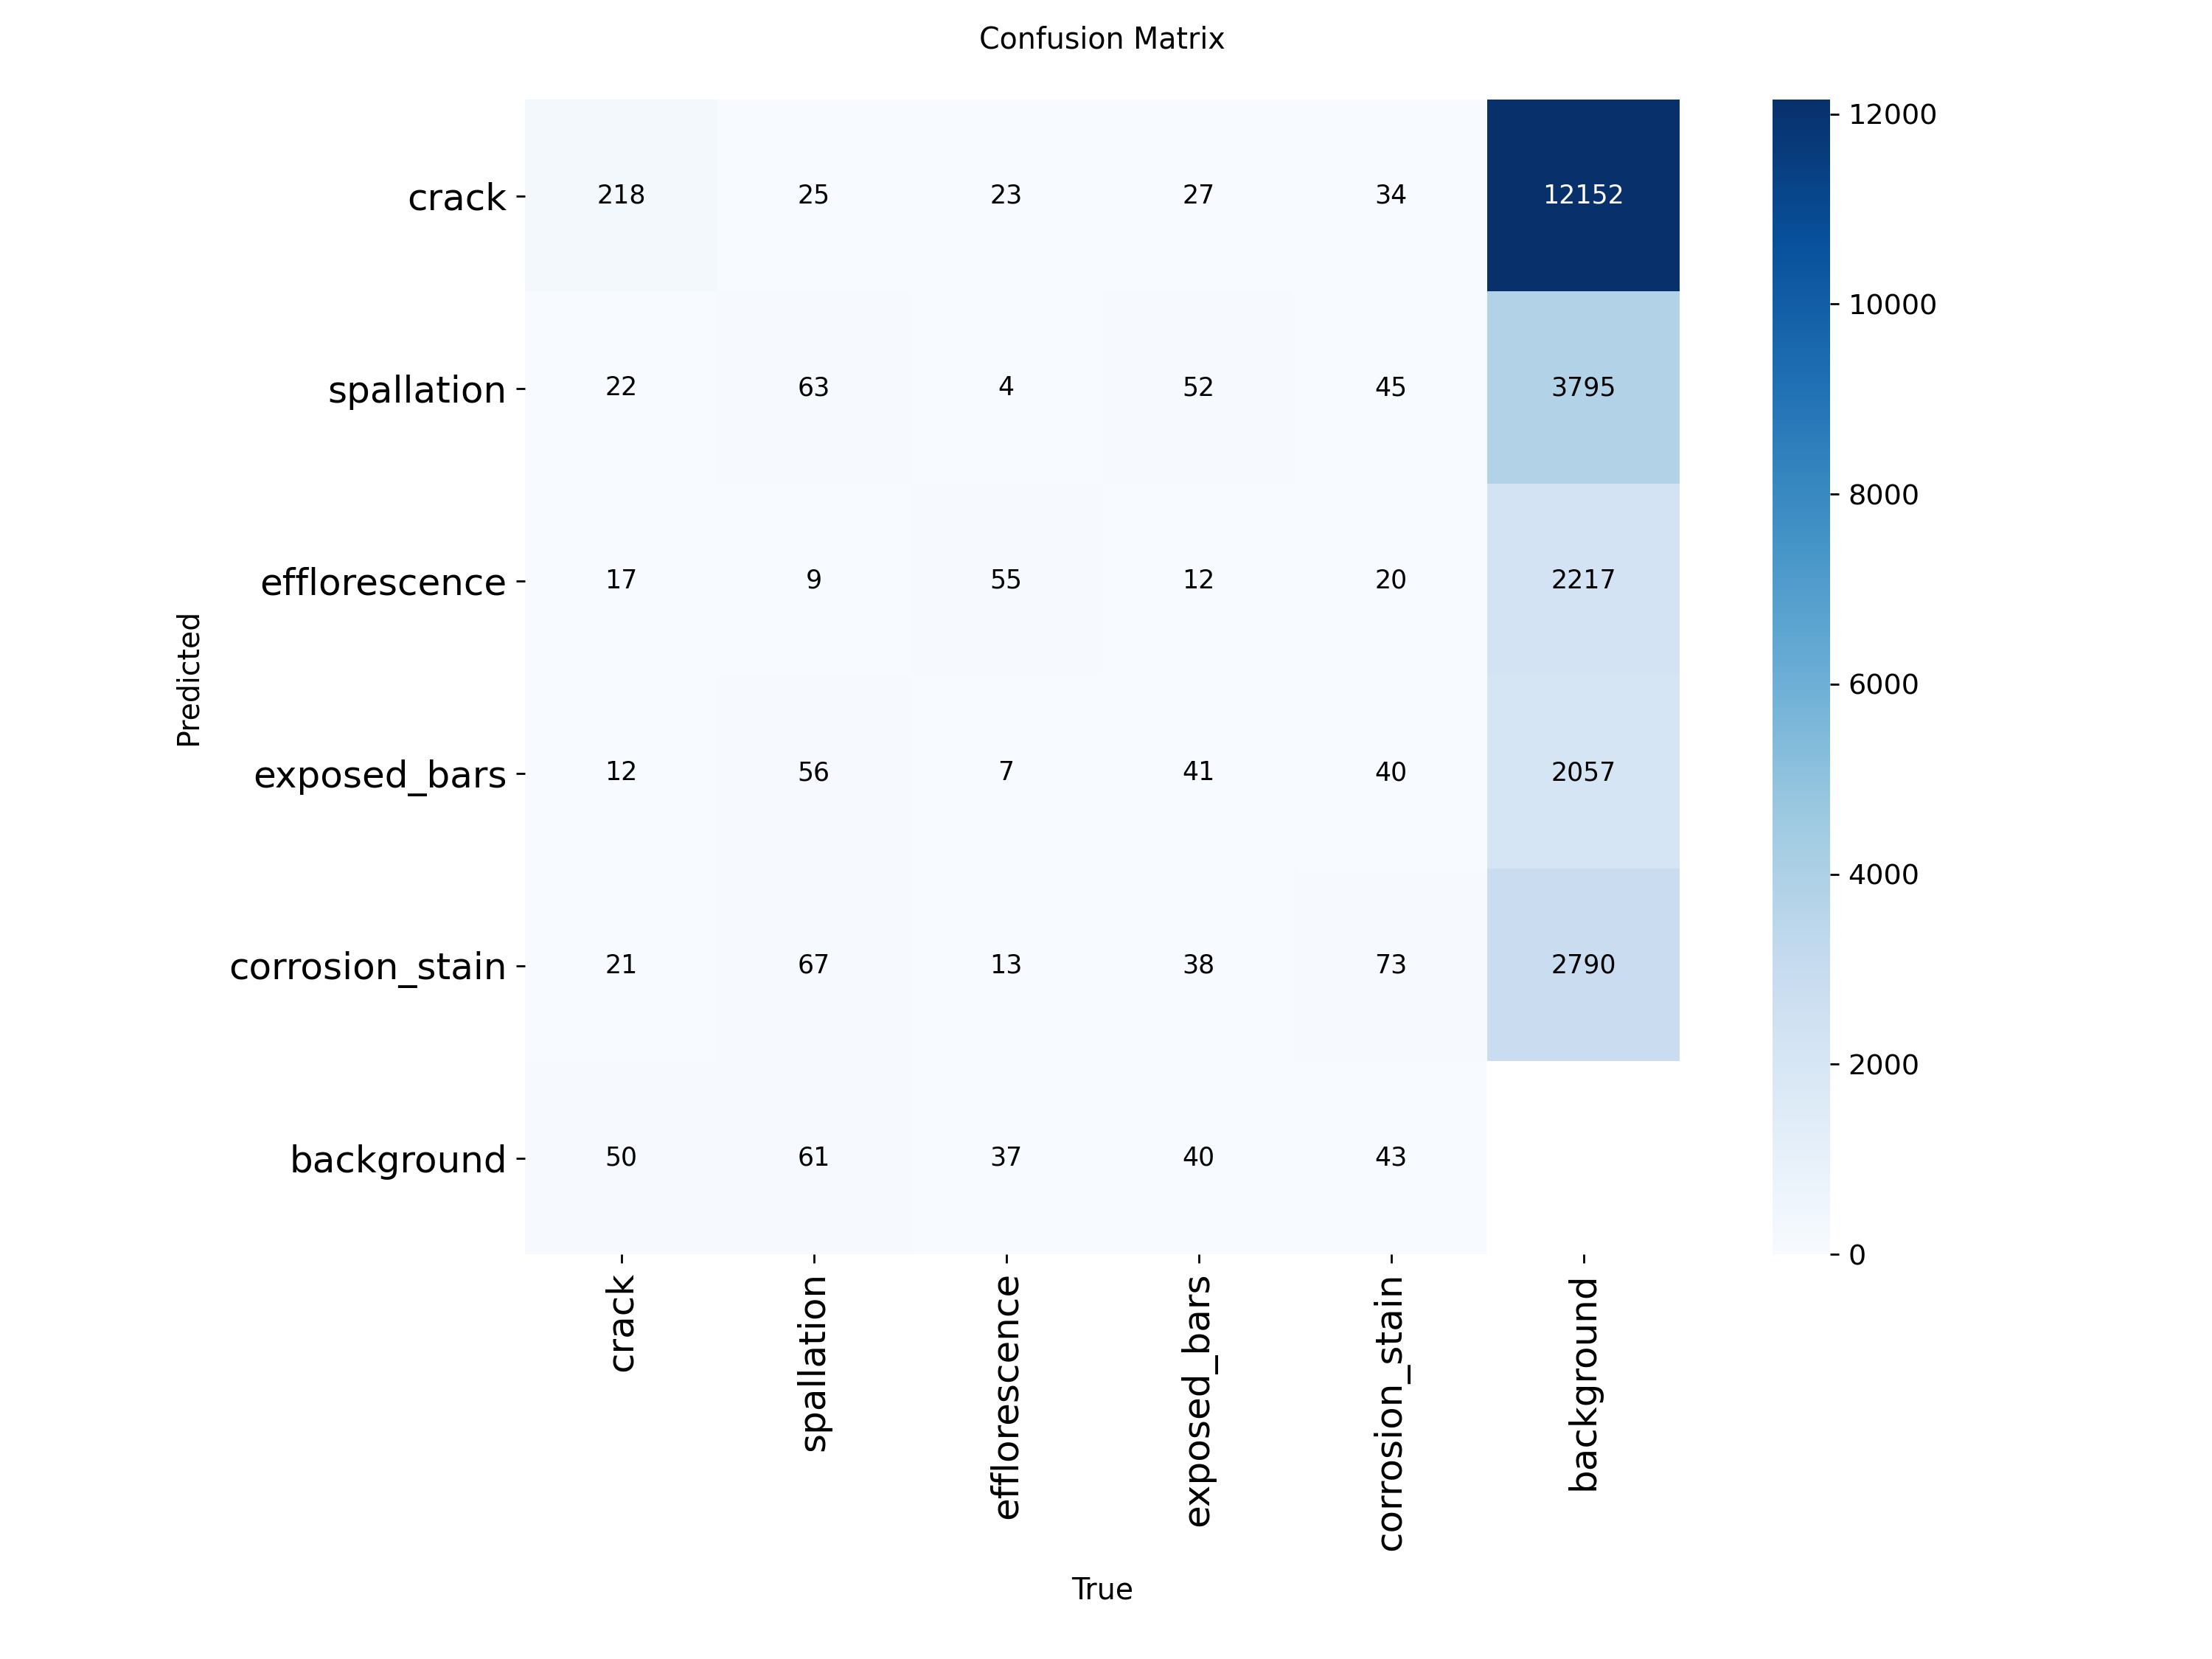 Confusion Matrix
crack 218 25 23 27 34 12152
spallation 22 63 4 52 45 3795
efflorescence 17 9 55 12 20 2217
exposed_bars 12 56 7 41 40 2057
corrosion_stain 21 67 13 38 73 2790
background 50 61 37 40 43
Predicted
crack spallation efflorescence exposed_bars corrosion_stain background
True
12000
10000
8000
6000
4000
2000
0